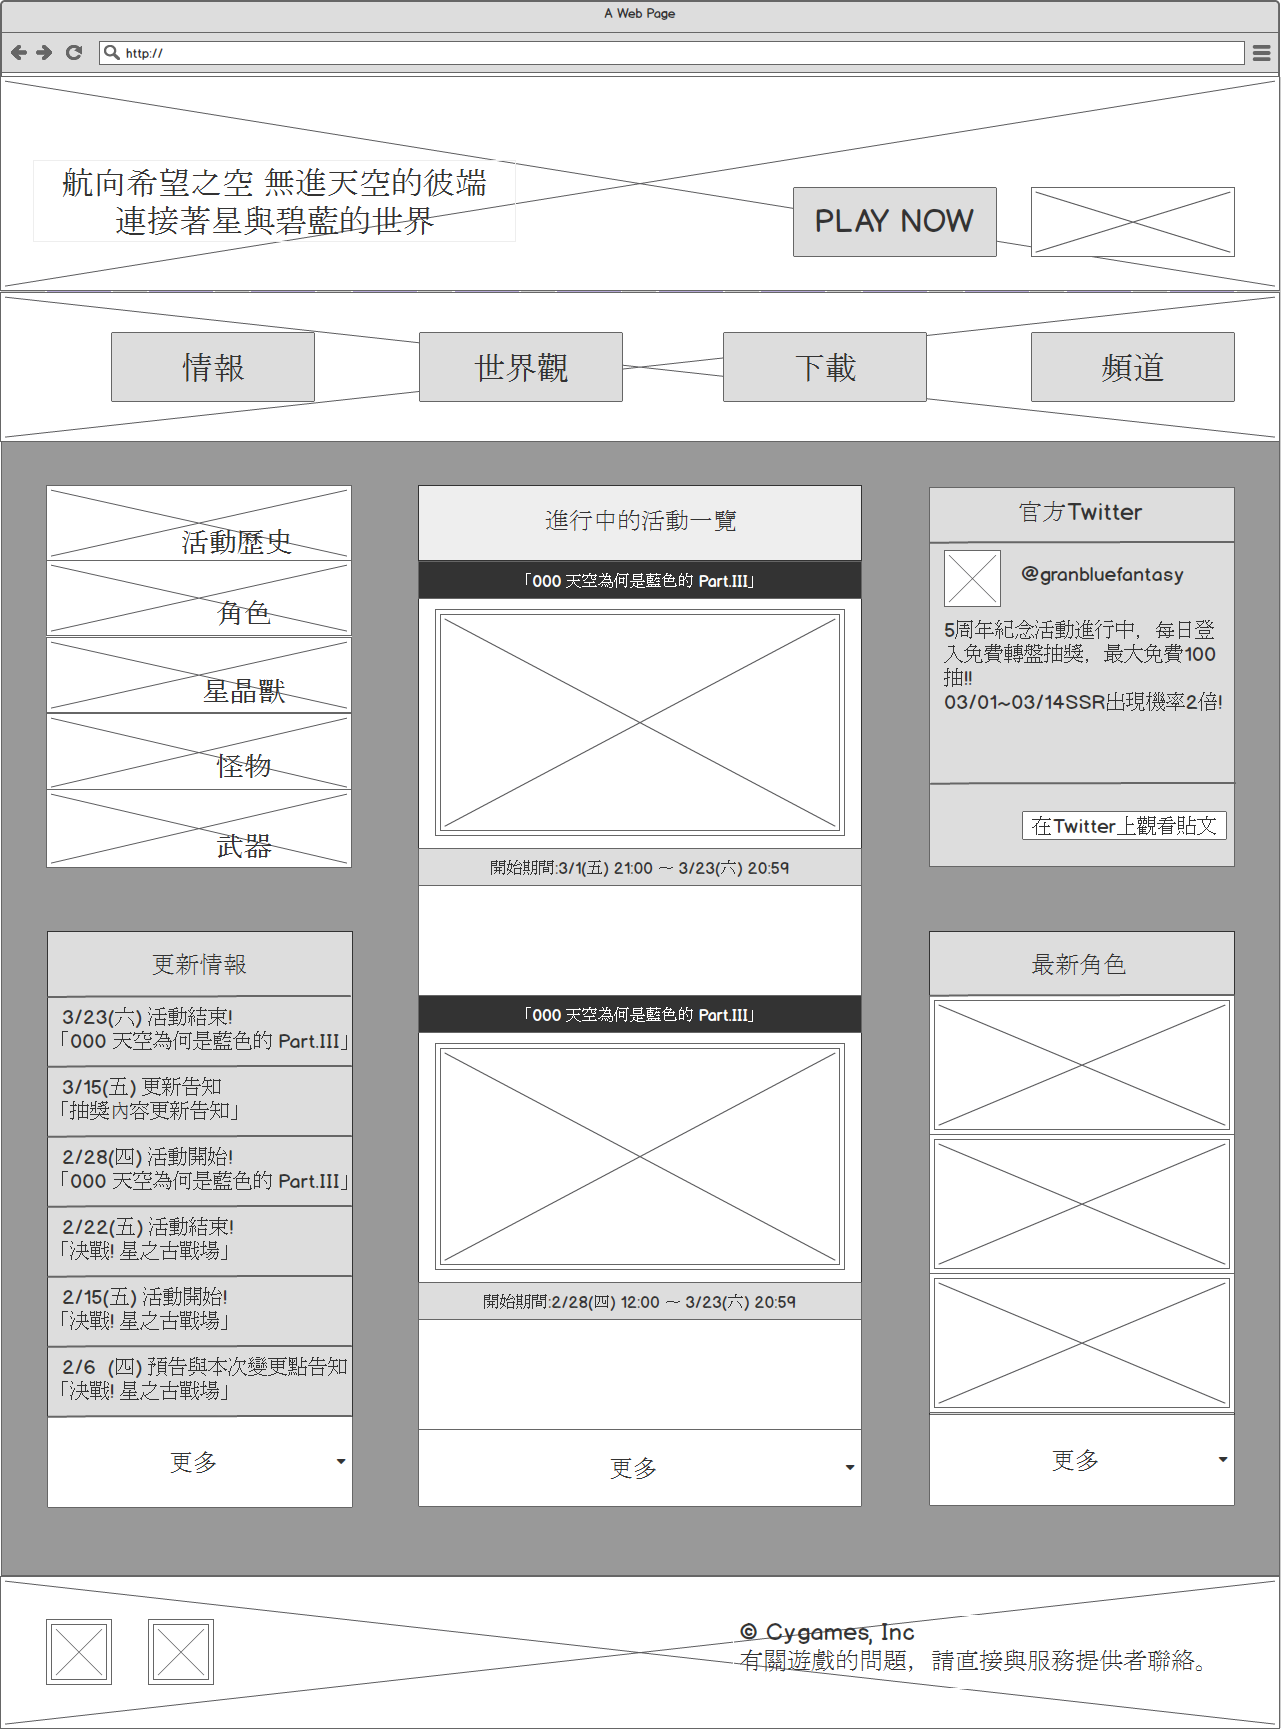 A Web Page
http://
航向希望之空 無進天空的彼端
連接著星與碧藍的世界
PLAY NOW
情報
世界觀
下載
頻道
活動歷史
角色
星晶獸
怪物
武器
進行中的活動一覽
「000 天空為何是藍色的 Part.III」
開始期間:3/1(五) 21:00 ～ 3/23(六) 20:59
「000 天空為何是藍色的 Part.III」
開始期間:2/28(四) 12:00 ～ 3/23(六) 20:59
更多
官方Twitter
@granbluefantasy
5周年紀念活動進行中，每日登
入免費轉盤抽獎，最大免費100
抽!!
03/01~03/14SSR出現機率2倍!
在Twitter上觀看貼文
更新情報
3/23(六) 活動結束!
「000 天空為何是藍色的 Part.III」
3/15(五) 更新告知
「抽獎內容更新告知」
2/28(四) 活動開始!
「000 天空為何是藍色的 Part.III」
2/22(五) 活動結束!
「決戰! 星之古戰場」
2/15(五) 活動開始!
「決戰! 星之古戰場」
2/6 (四) 預告與本次變更點告知
「決戰! 星之古戰場」
更多
最新角色
更多
© Cygames, Inc
有關遊戲的問題，請直接與服務提供者聯絡。